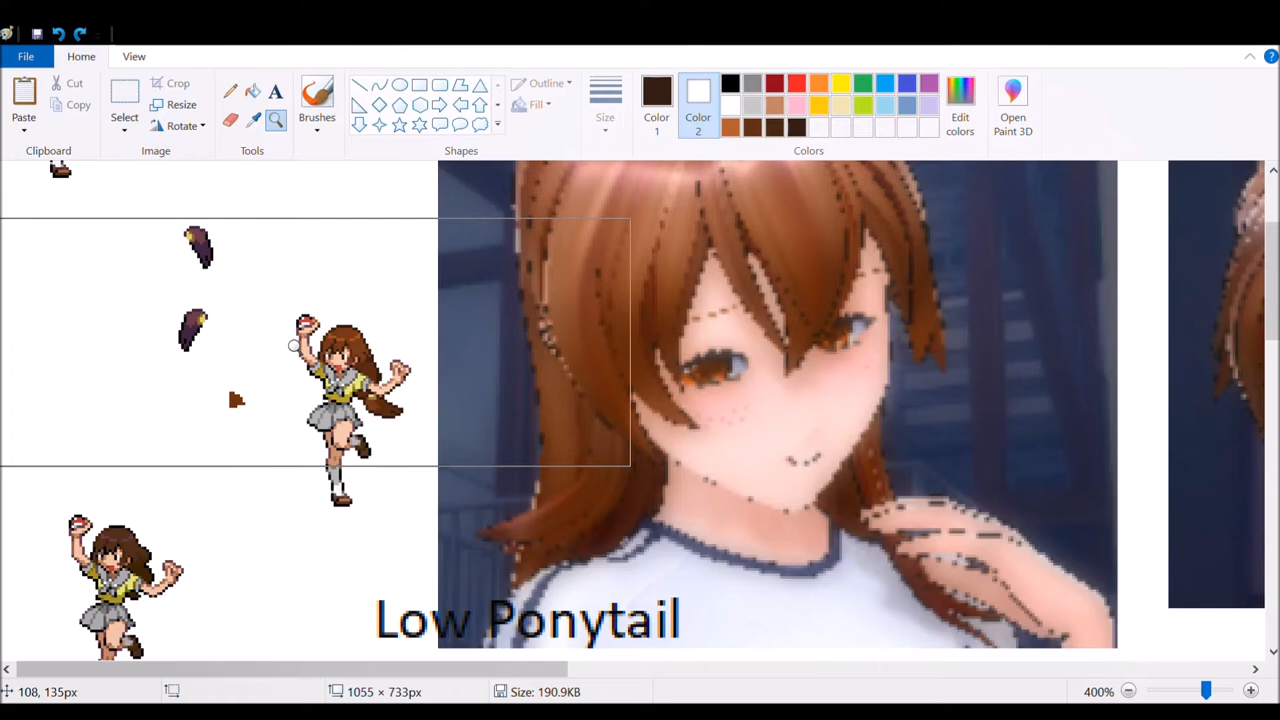 File Home View
Paste
Cut
Copy
Clipboard
Select
Crop
Resize
Rotate
Image
A
Tools
Brushes
Outline
Fill
Shapes
Size
Color 1
Color 2
Edit colors
Colors
Open Paint 3D
?
Low Ponytail
108, 135px
1055 × 733px
Size: 190.9KB
400%